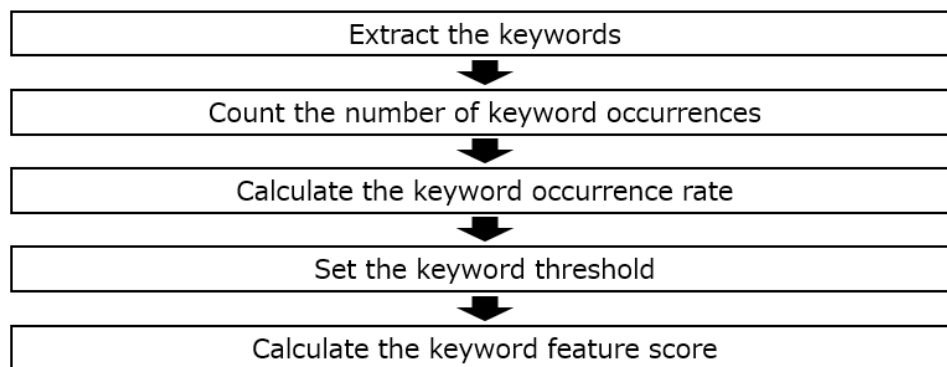 Extract the keywords
Count the number of keyword occurrences
Calculate the keyword occurrence rate
Set the keyword threshold
Calculate the keyword feature score